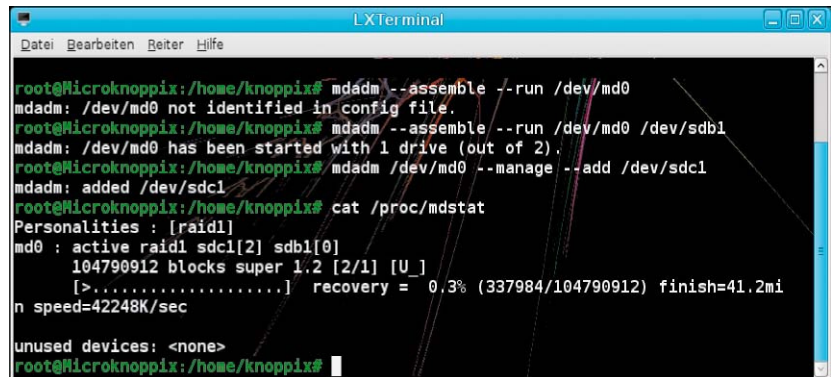 LXTerminal
Datei Bearbeiten Reiter Hilfe
root@Microknoppix:/home/knoppix# mdadm --assemble --run /dev/md0
mdadm: /dev/md0 not identified in config file.
root@Microknoppix:/home/knoppix# mdadm --assemble --run /dev/md0 /dev/sdb1
mdadm: /dev/md0 has been started with 1 drive (out of 2).
root@Microknoppix:/home/knoppix# mdadm /dev/md0 --manage --add /dev/sdc1
mdadm: added /dev/sdc1
root@Microknoppix:/home/knoppix# cat /proc/mdstat
Personalities : [raid1]
md0 : active raid1 sdc1[2] sdb1[0]
104790912 blocks super 1.2 [2/1] [U_]
[>....................] recovery = 0.3% (337984/104790912) finish=41.2mi
n speed=42248K/sec
unused devices: <none>
root@Microknoppix:/home/knoppix#